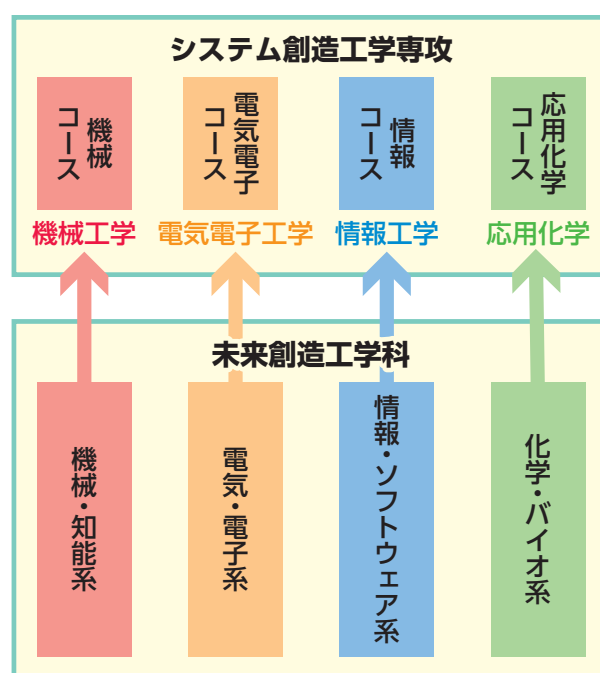 システム創造工学専攻
機械
コース
電気電子
コース
情報
コース
応用化学
コース
機械工学
電気電子工学
情報工学
応用化学
未来創造工学科
機械・知能系
電気・電子系
情報・ソフトウェア系
化学・バイオ系